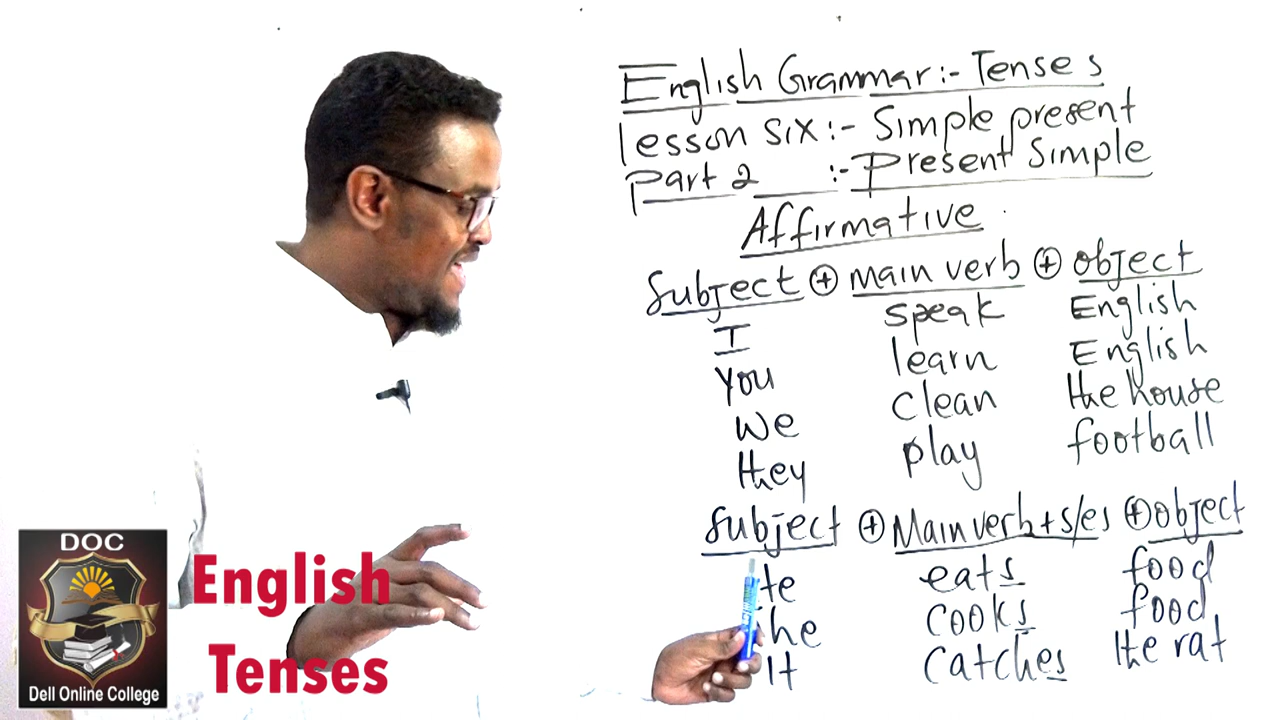 English Grammar:- Tenses
lesson six:- Simple present
Part 2 :- Present Simple
Affirmative
Subject + main verb + object
I speak English
You learn English
We clean the house
they play football
Subject + Main verb + s/es + object
eats food
cooks food
It catches the rat
DOC
Dell Online College
English
Tenses